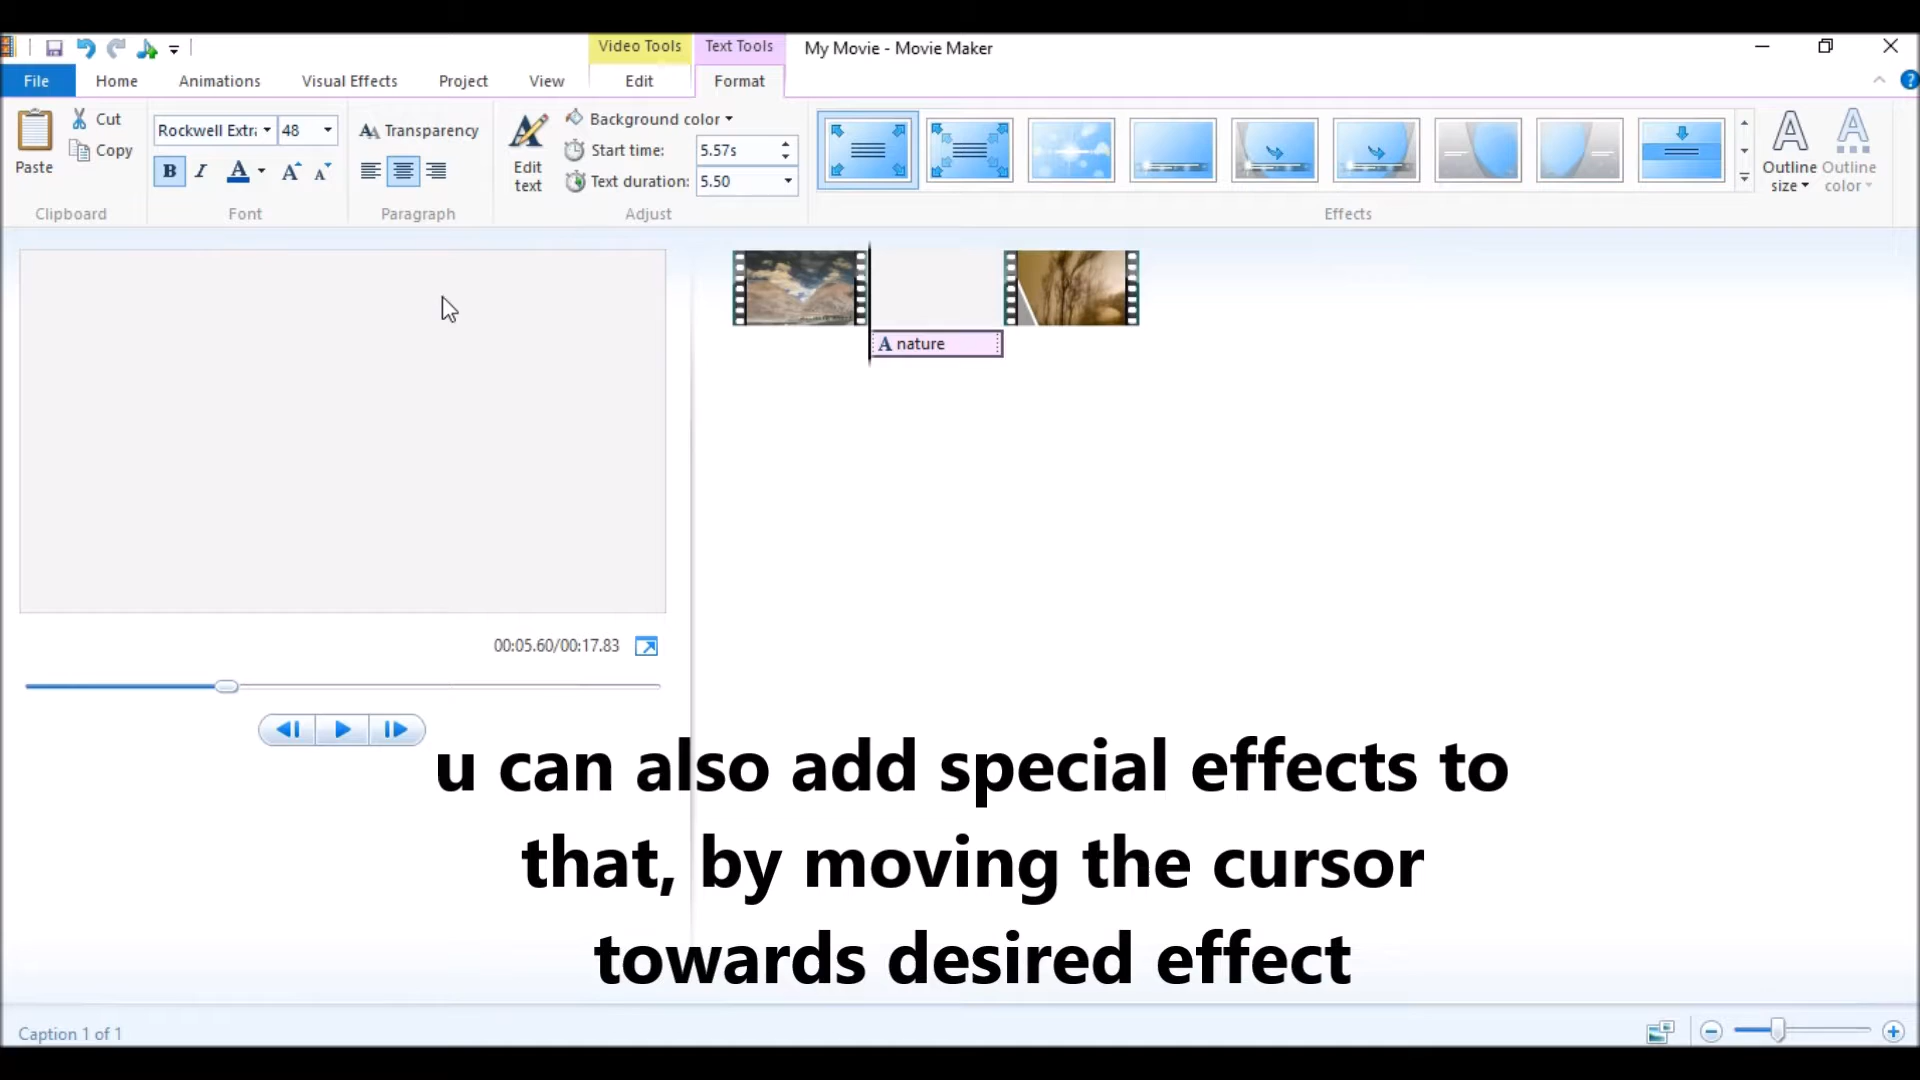 Video Tools
Text Tools
My Movie - Movie Maker
File
Home
Animations
Visual Effects
Project
View
Edit
Format
Paste
Cut
Copy
Clipboard
Rockwell Extr
48
B I A A A
Font
AA Transparency
Paragraph
Edit
text
Background color
Start time: 5.57s
Text duration: 5.50
Adjust
Effects
Outline
size
Outline
color
A nature
00:05.60/00:17.83
u can also add special effects to
that, by moving the cursor
towards desired effect
Caption 1 of 1